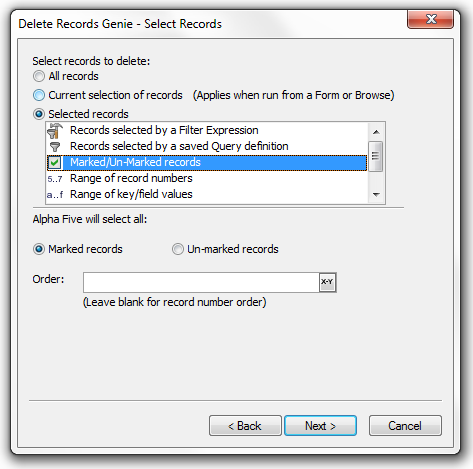 Delete Records Genie - Select Records
Select records to delete:
All records
Current selection of records (Applies when run from a Form or Browse)
Selected records
Records selected by a Filter Expression
Records selected by a saved Query definition
Marked/Un-Marked records
5..7 Range of record numbers
a..f Range of key/field values
Alpha Five will select all:
Marked records Un-marked records
Order: X-Y
(Leave blank for record number order)
< Back Next > Cancel